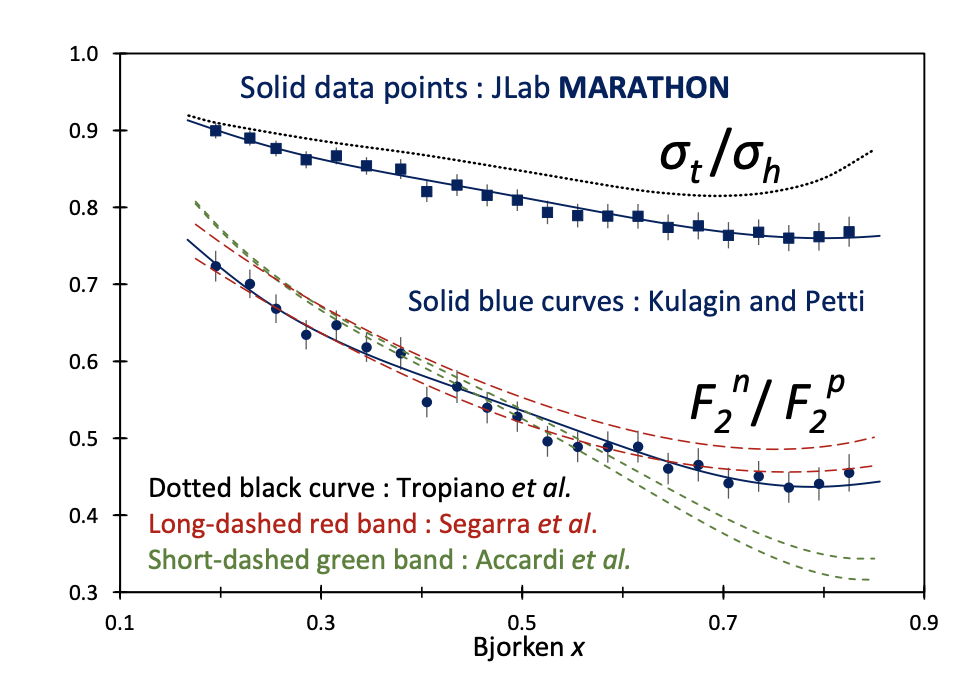 1.0
Solid data points : JLab MARATHON
0.9
σt/σh
0.8
0.7
Solid blue curves : Kulagin and Petti
0.6
F2n/ F2p
0.5
Dotted black curve : Tropiano et al.
Long-dashed red band : Segarra et al.
0.4
Short-dashed green band : Accardi et al.
0.3
0.1 0.3 0.5 0.7 0.9
Bjorken x